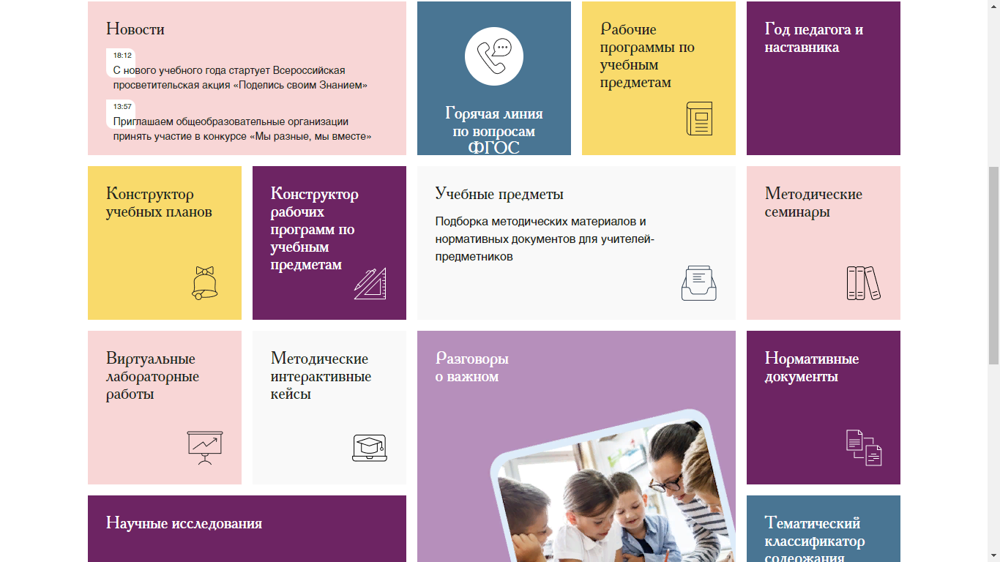 Новости
18:12
С нового учебного года стартует Всероссийская
просветительская акция «Поделись своим Знанием»
13:57
Приглашаем общеобразовательные организации
принять участие в конкурсе «Мы разные, мы вместе»
Горячая линия
по вопросам
ФГОС
Рабочие
программы по
учебным
предметам
Год педагога и
наставника
Конструктор
учебных планов
Конструктор
рабочих
программ по
учебным
предметам
Учебные предметы
Подборка методических материалов и
нормативных документов для учителей-
предметников
Методические
семинары
Виртуальные
лабораторные
работы
Методические
интерактивные
кейсы
Разговоры
о важном
Нормативные
документы
Научные исследования
Тематический
классификатор
содержания